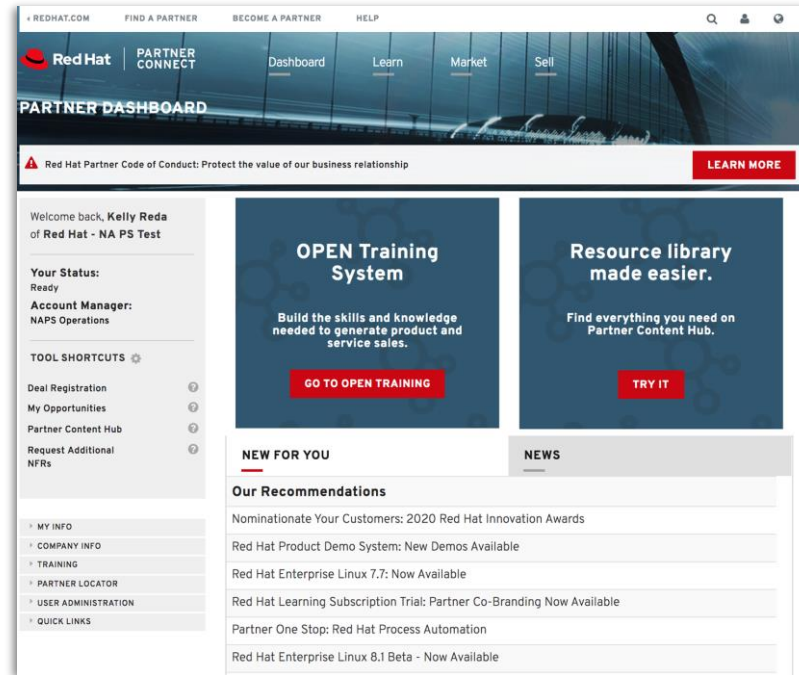 ‹ REDHAT.COM FIND A PARTNER BECOME A PARTNER HELP
Red Hat PARTNER CONNECT
Dashboard Learn Market Sell
PARTNER DASHBOARD
Red Hat Partner Code of Conduct: Protect the value of our business relationship
LEARN MORE
Welcome back, Kelly Reda
of Red Hat - NA PS Test
Your Status:
Ready
Account Manager:
NAPS Operations
TOOL SHORTCUTS
Deal Registration
My Opportunities
Partner Content Hub
Request Additional
NFRs
MY INFO
COMPANY INFO
TRAINING
PARTNER LOCATOR
USER ADMINISTRATION
QUICK LINKS
OPEN Training
System
Build the skills and knowledge
needed to generate product and
service sales.
GO TO OPEN TRAINING
Resource library
made easier.
Find everything you need on
Partner Content Hub.
TRY IT
NEW FOR YOU
NEWS
Our Recommendations
Nominationate Your Customers: 2020 Red Hat Innovation Awards
Red Hat Product Demo System: New Demos Available
Red Hat Enterprise Linux 7.7: Now Available
Red Hat Learning Subscription Trial: Partner Co-Branding Now Available
Partner One Stop: Red Hat Process Automation
Red Hat Enterprise Linux 8.1 Beta - Now Available